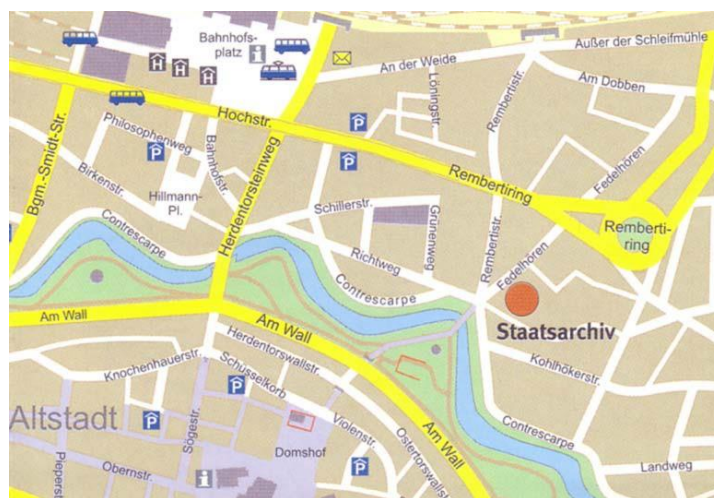 Bahnhofs-
platz
i
An der Weide
Außer der Schleifmühle
Am Dobben
Löningstr.
Rembertistr.
H
H
H
Hochstr.
P
P
P
Philosophenweg
Bgm.-Smidt-Str.
Birkenstr.
Bahnhofstr.
Hillmann-
Pl.
Herdentorsteinweg
Rembertiring
Fedelhören
Remberti-
ring
Schillerstr.
Grünenweg
Richtweg
Rembertistr.
Fedelhören
Contrescarpe
Contrescarpe
Staatsarchiv
Am Wall
Am Wall
Kohlhökerstr.
Herdentorswallstr.
Knochenhauerstr.
Schüsselkorb
P
P
Altstadt
Sögestr.
Violenstr.
Domshof
Ostertorswallstr.
Am Wall
Contrescarpe
Landweg
Obernstr.
i
P